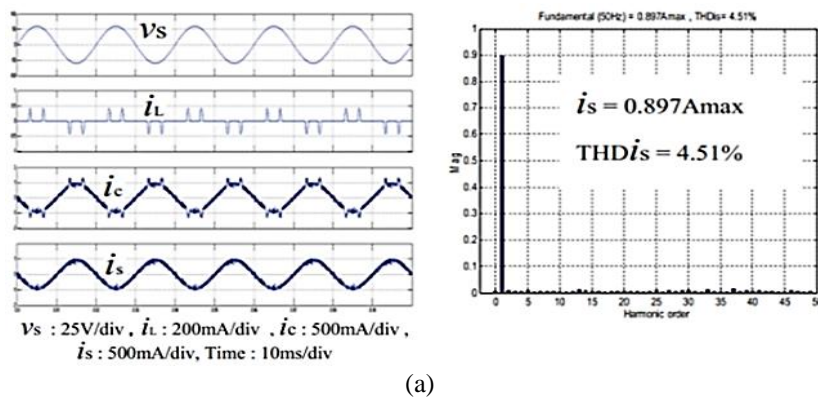 vs
iL
ic
is
vs : 25V/div , iL : 200mA/div , ic : 500mA/div ,
is : 500mA/div, Time : 10ms/div
Fundamental (50Hz) = 0.897Amax , THDis= 4.51%
1
0.9
0.8
0.7
0.6
0.5
0.4
0.3
0.2
0.1
0
Mag
is = 0.897Amax
THDis = 4.51%
0 5 10 15 20 25 30 35 40 45 50
Harmonic order
(a)